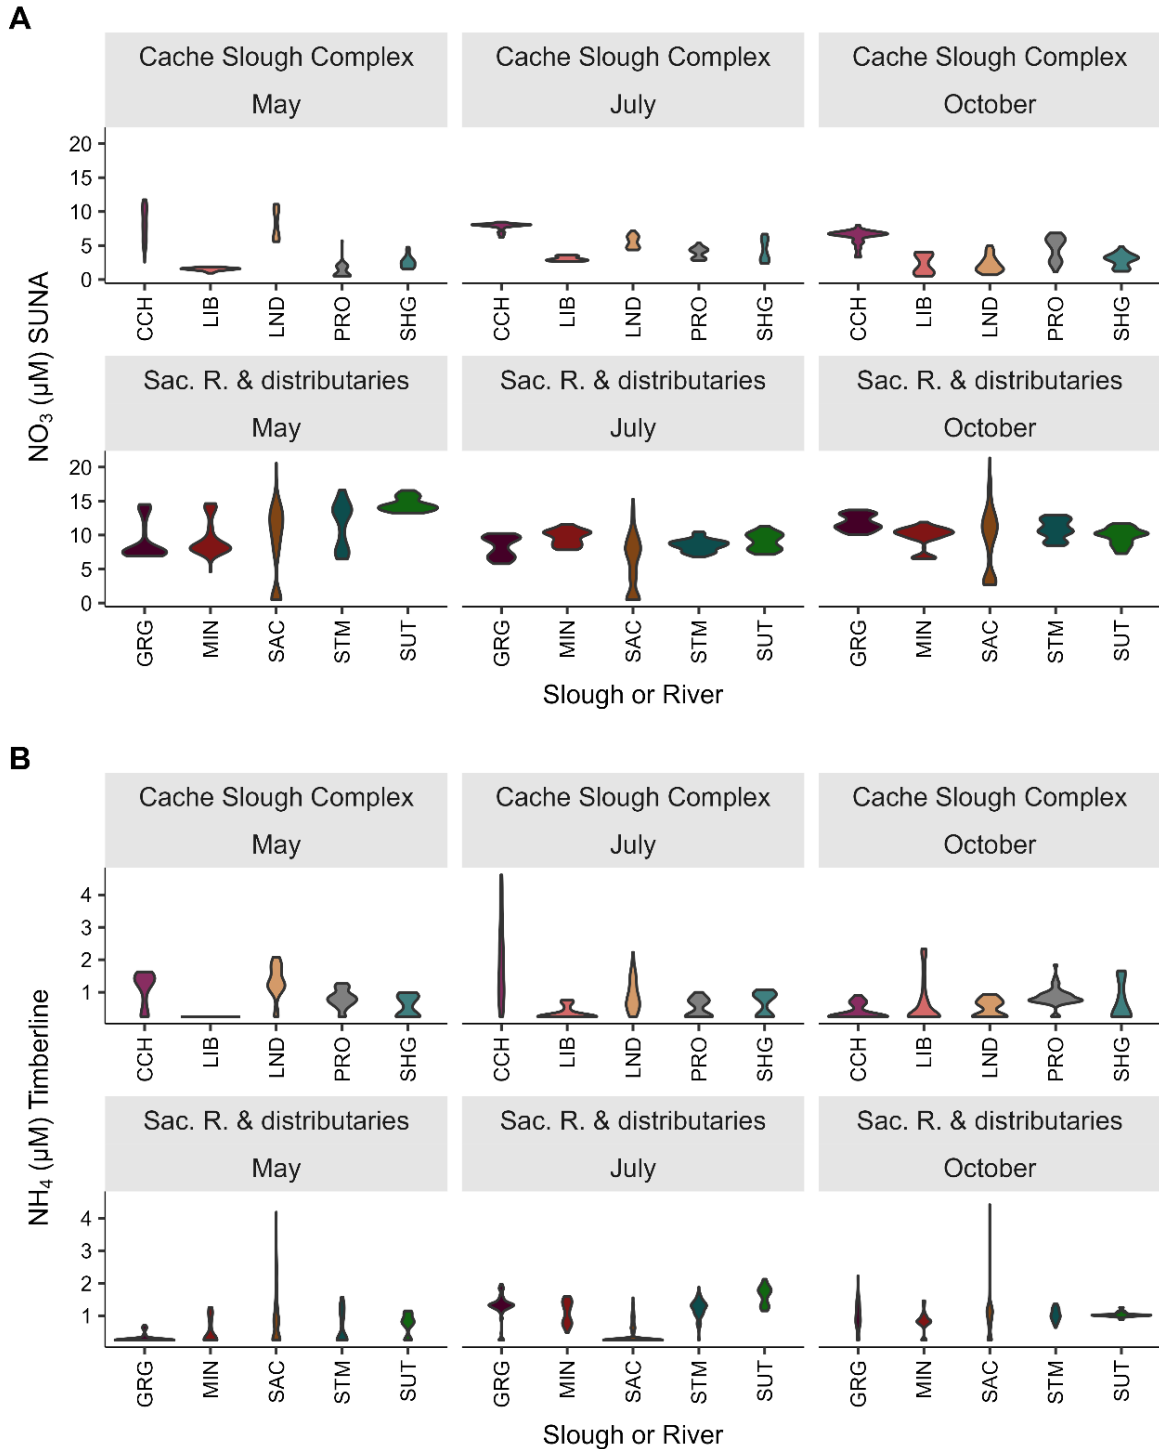 A
Cache Slough Complex Cache Slough Complex Cache Slough Complex
May July October
20
15
10
5
0
CCH LIB LND PRO SHG CCH LIB LND PRO SHG CCH LIB LND PRO SHG
NO3 (µM) SUNA
Sac. R. & distributaries Sac. R. & distributaries Sac. R. & distributaries
May July October
20
15
10
5
0
GRG MIN SAC STM SUT GRG MIN SAC STM SUT GRG MIN SAC STM SUT
Slough or River
B
Cache Slough Complex Cache Slough Complex Cache Slough Complex
May July October
4
3
2
1
CCH LIB LND PRO SHG CCH LIB LND PRO SHG CCH LIB LND PRO SHG
NH4 (µM) Timberline
Sac. R. & distributaries Sac. R. & distributaries Sac. R. & distributaries
May July October
4
3
2
1
GRG MIN SAC STM SUT GRG MIN SAC STM SUT GRG MIN SAC STM SUT
Slough or River